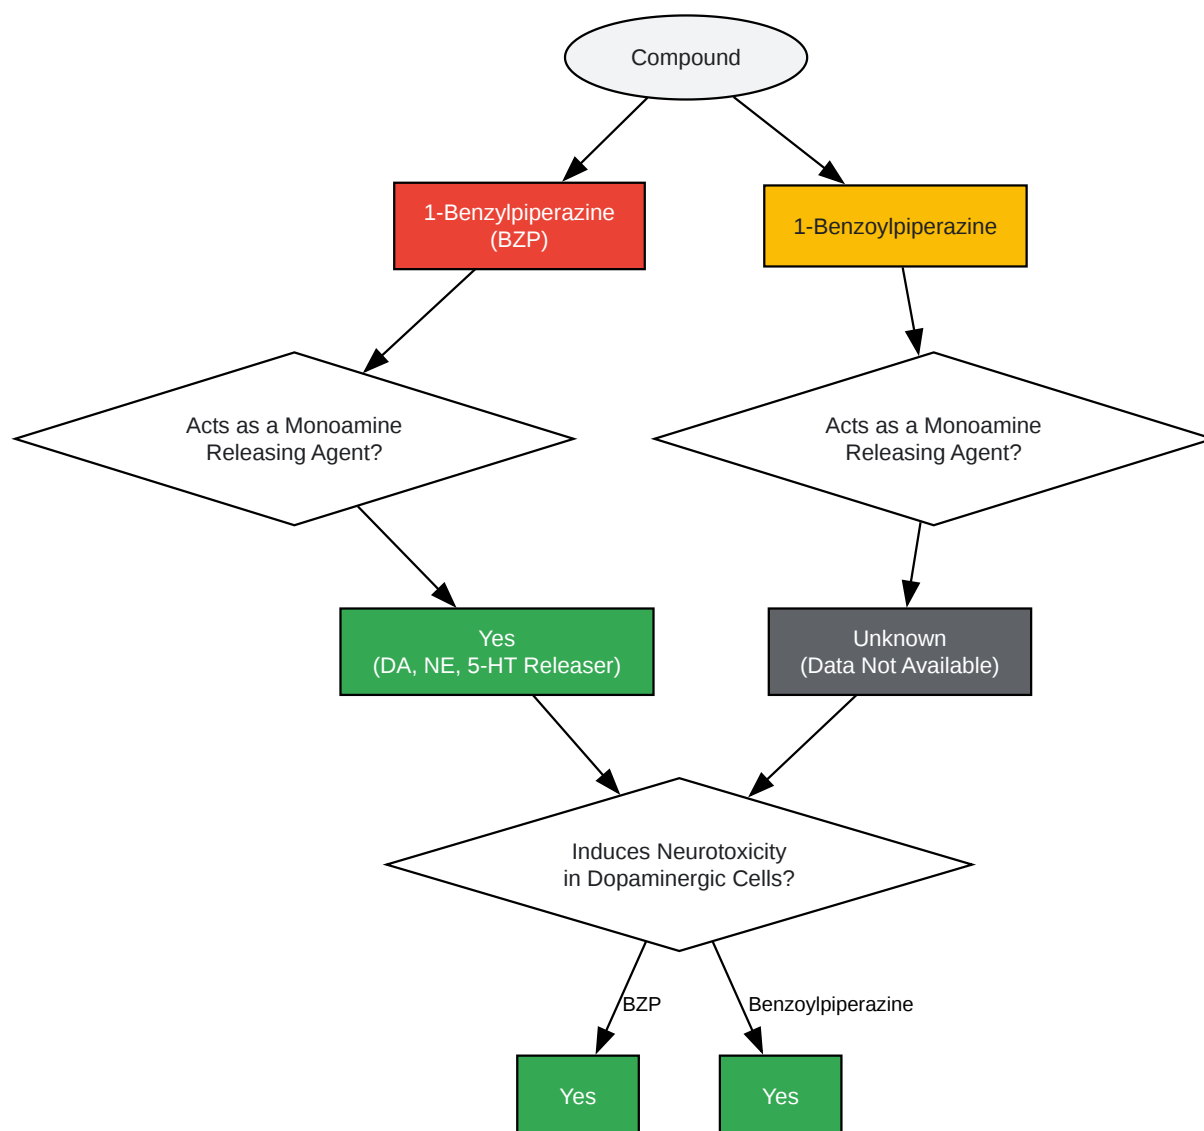 Compound
1-Benzylpiperazine
(BZP)
1-Benzoylpiperazine
Acts as a Monoamine
Releasing Agent?
Acts as a Monoamine
Releasing Agent?
Yes
(DA, NE, 5-HT Releaser)
Unknown
(Data Not Available)
Induces Neurotoxicity
in Dopaminergic Cells?
BZP
Benzoylpiperazine
Yes
Yes